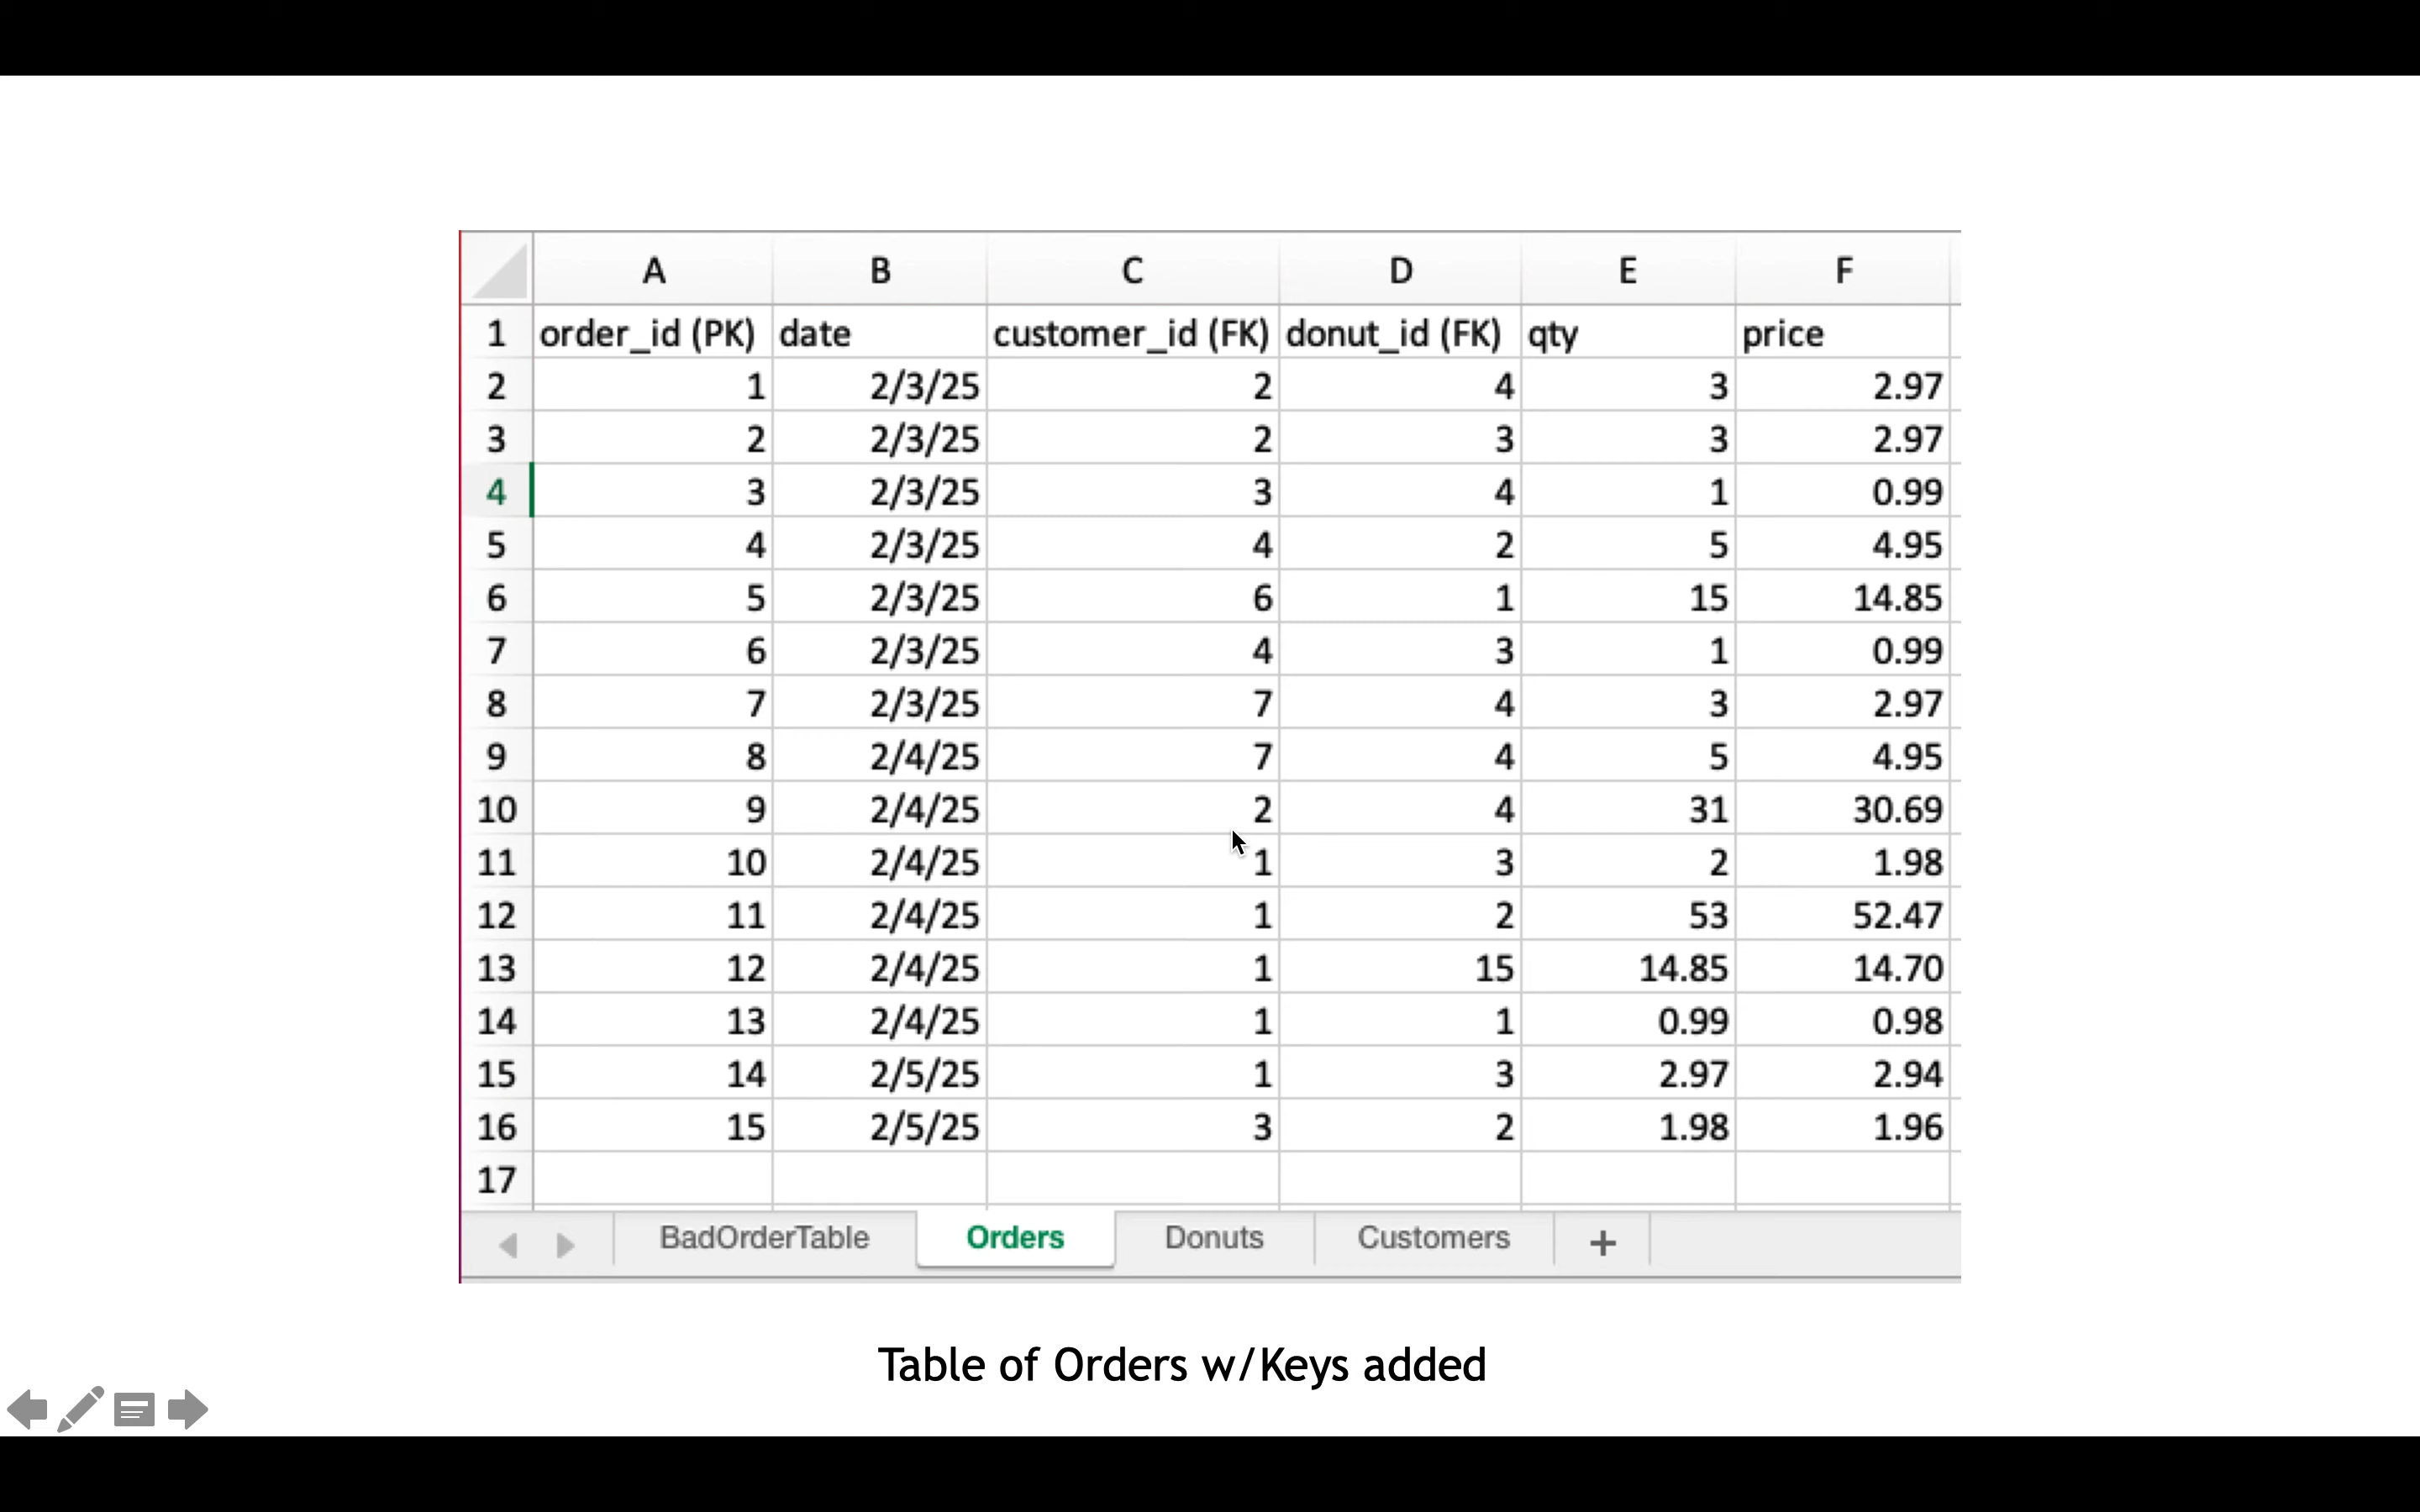 A B C D E F
1 order_id (PK) date customer_id (FK) donut_id (FK) qty price
2 1 2/3/25 2 4 3 2.97
3 2 2/3/25 2 3 3 2.97
4 3 2/3/25 3 4 1 0.99
5 4 2/3/25 4 2 5 4.95
6 5 2/3/25 6 1 15 14.85
7 6 2/3/25 4 3 1 0.99
8 7 2/3/25 7 4 3 2.97
9 8 2/4/25 7 4 5 4.95
10 9 2/4/25 2 4 31 30.69
11 10 2/4/25 1 3 2 1.98
12 11 2/4/25 1 2 53 52.47
13 12 2/4/25 1 15 14.85 14.70
14 13 2/4/25 1 1 0.99 0.98
15 14 2/5/25 1 3 2.97 2.94
16 15 2/5/25 3 2 1.98 1.96
17
BadOrderTable Orders Donuts Customers +
Table of Orders w/Keys added